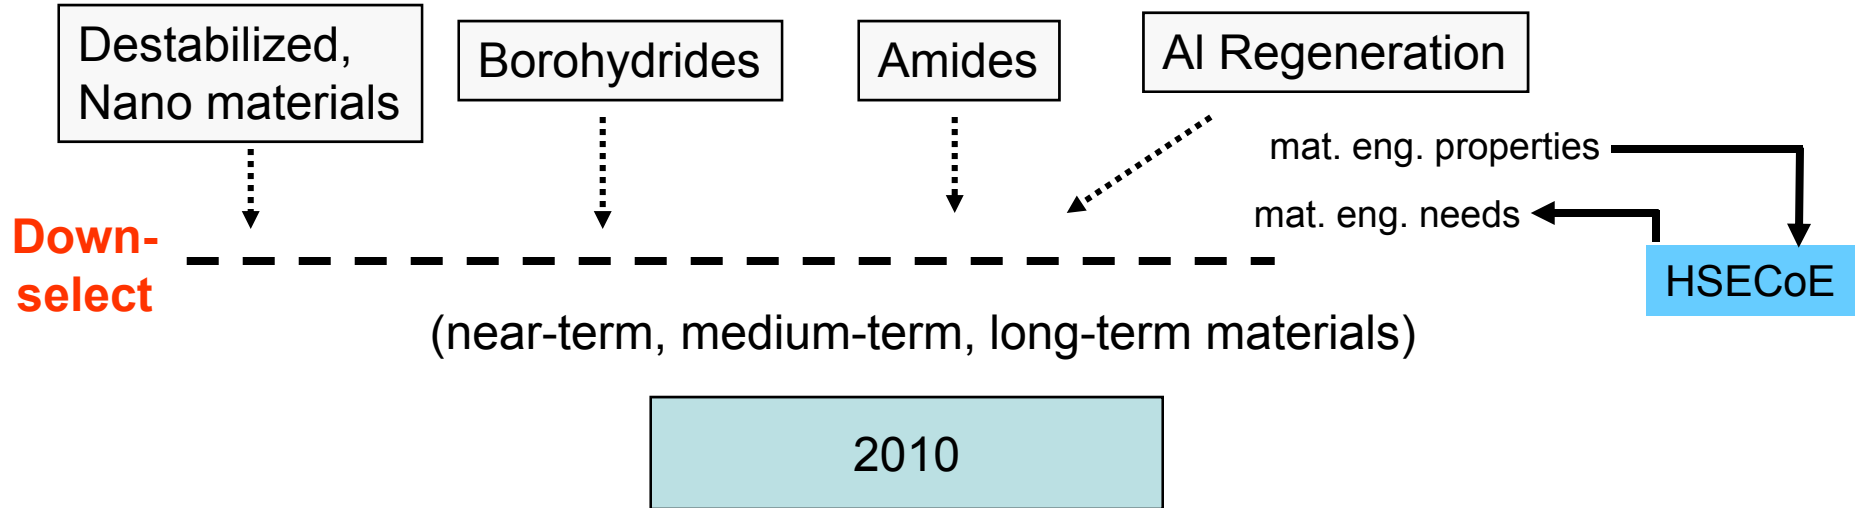 Destabilized,
Nano materials
Borohydrides
Amides
Al Regeneration
mat. eng. properties
mat. eng. needs
Down-
select
HSECoE
(near-term, medium-term, long-term materials)
2010